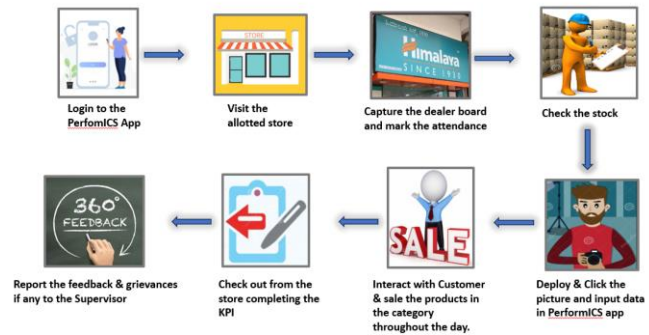 STORE
Himalaya
SINCE 1930
Login to the
PerfomICS App
Visit the
allotted store
Capture the dealer board
and mark the attendance
Check the stock
360°
FEEDBACK
SALE
Report the feedback & grievances
if any to the Supervisor
Check out from the
store completing the
KPI
Interact with Customer
& sale the products in
the category
throughout the day.
Deploy & Click the
picture and input data
in PerformICS app